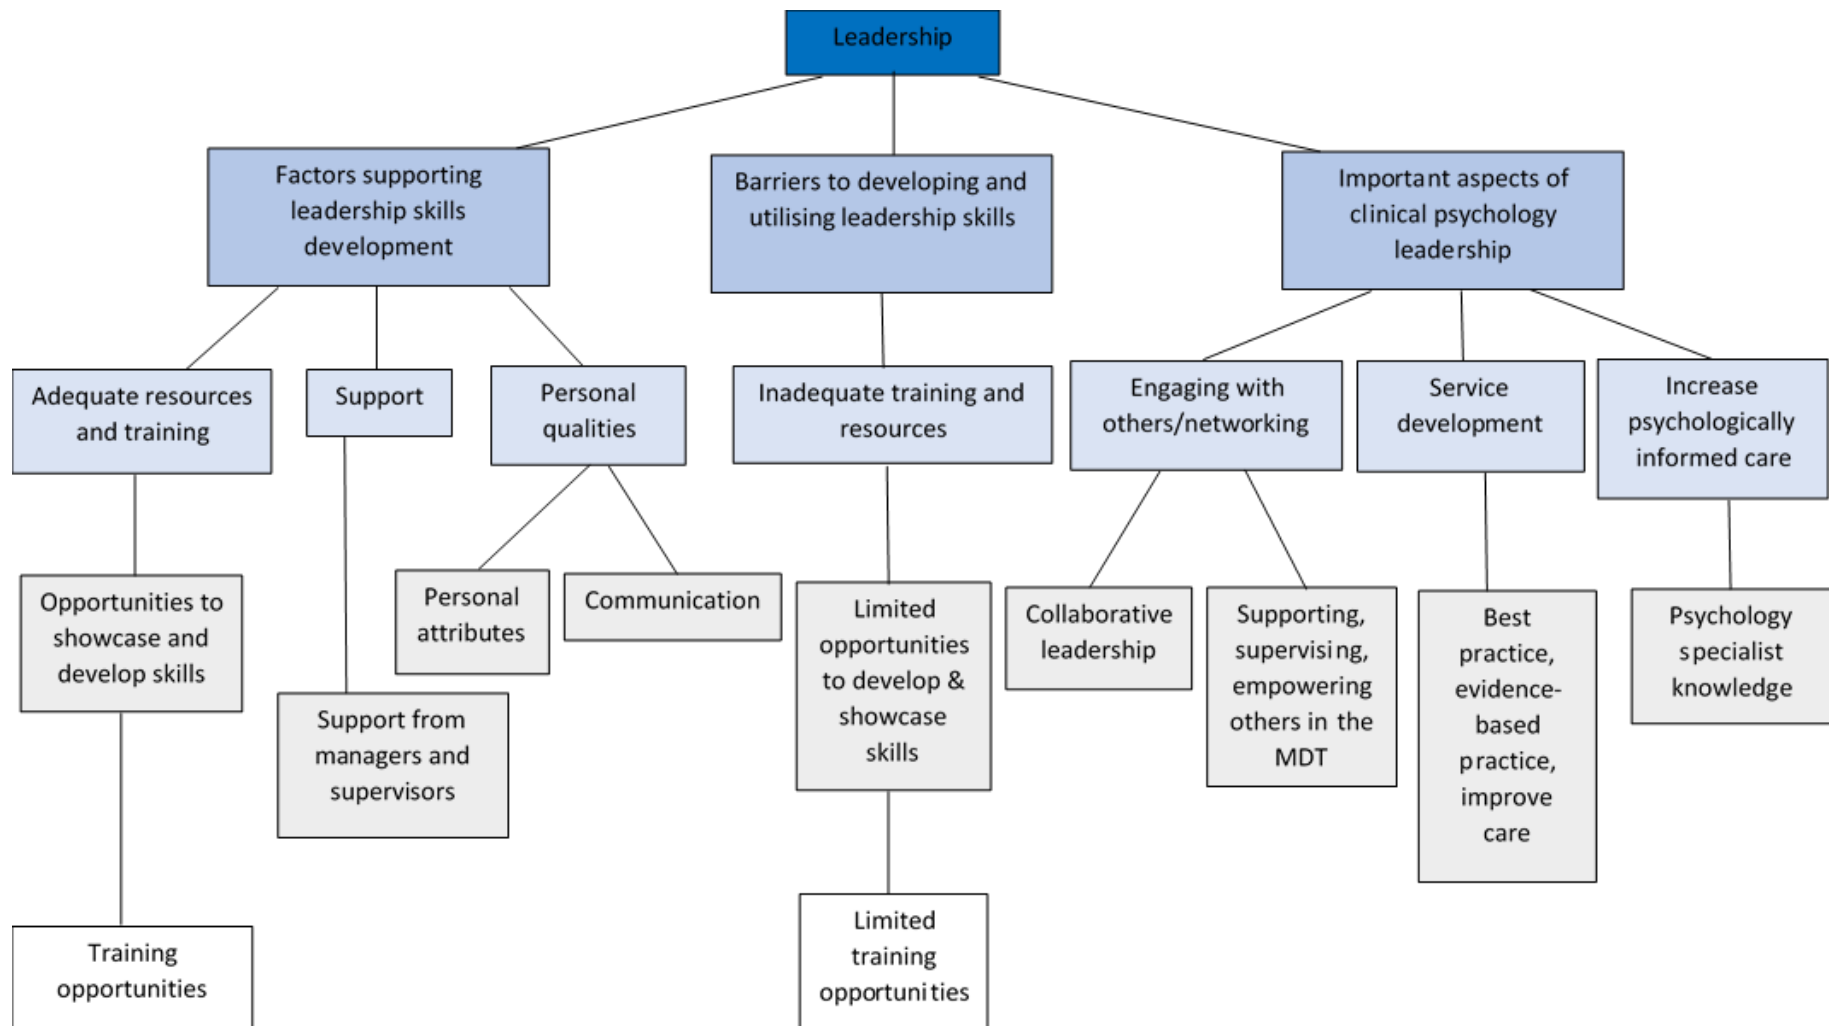 Leadership
Factors supporting
leadership skills
development
Barriers to developing and
utilising leadership skills
Important aspects of
clinical psychology
leadership
Adequate resources
and training
Support
Personal
qualities
Inadequate training and
resources
Engaging with
others/networking
Service
development
Increase
psychologically
informed care
Opportunities to
showcase and
develop skills
Support from
managers and
supervisors
Personal
attributes
Communication
Limited
opportunities
to develop &
showcase
skills
Collaborative
leadership
Supporting,
supervising,
empowering
others in the
MDT
Best
practice,
evidence-
based
practice,
improve
care
Psychology
specialist
knowledge
Training
opportunities
Limited
training
opportunities